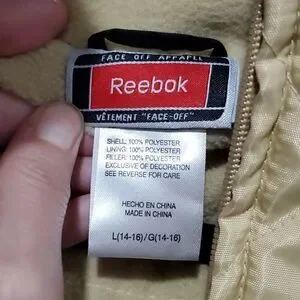 FACE OFF APPAREL
Reebok
VÊTEMENT "FACE-OFF"
SHELL: 100% POLYESTER
LINING: 100% POLYESTER
FILLER: 100% POLYESTER
EXCLUSIVE OF DECORATION
SEE REVERSE FOR CARE
HECHO EN CHINA
MADE IN CHINA
L(14-16)/G(14-16)